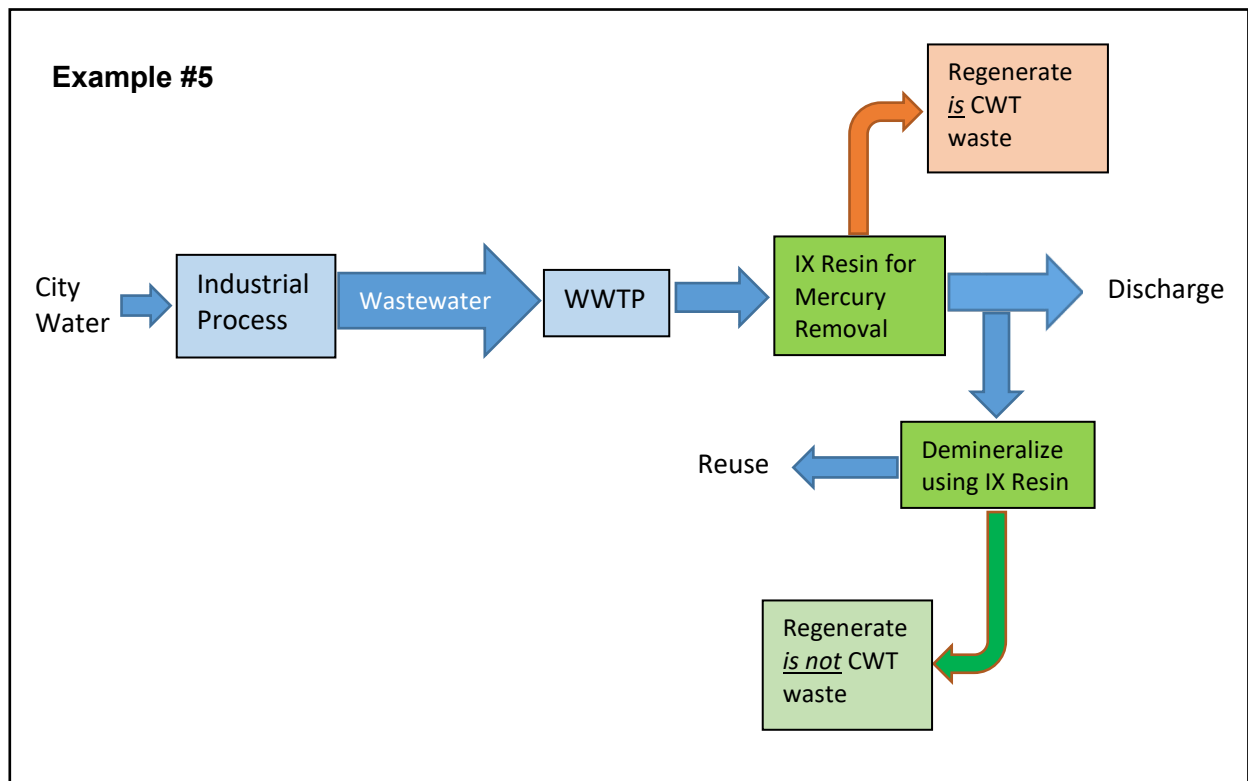 Example #5
Regenerate
is CWT
waste
City
Water
Industrial
Process
Wastewater
WWTP
IX Resin for
Mercury
Removal
Discharge
Reuse
Demineralize
using IX Resin
Regenerate
is not CWT
waste